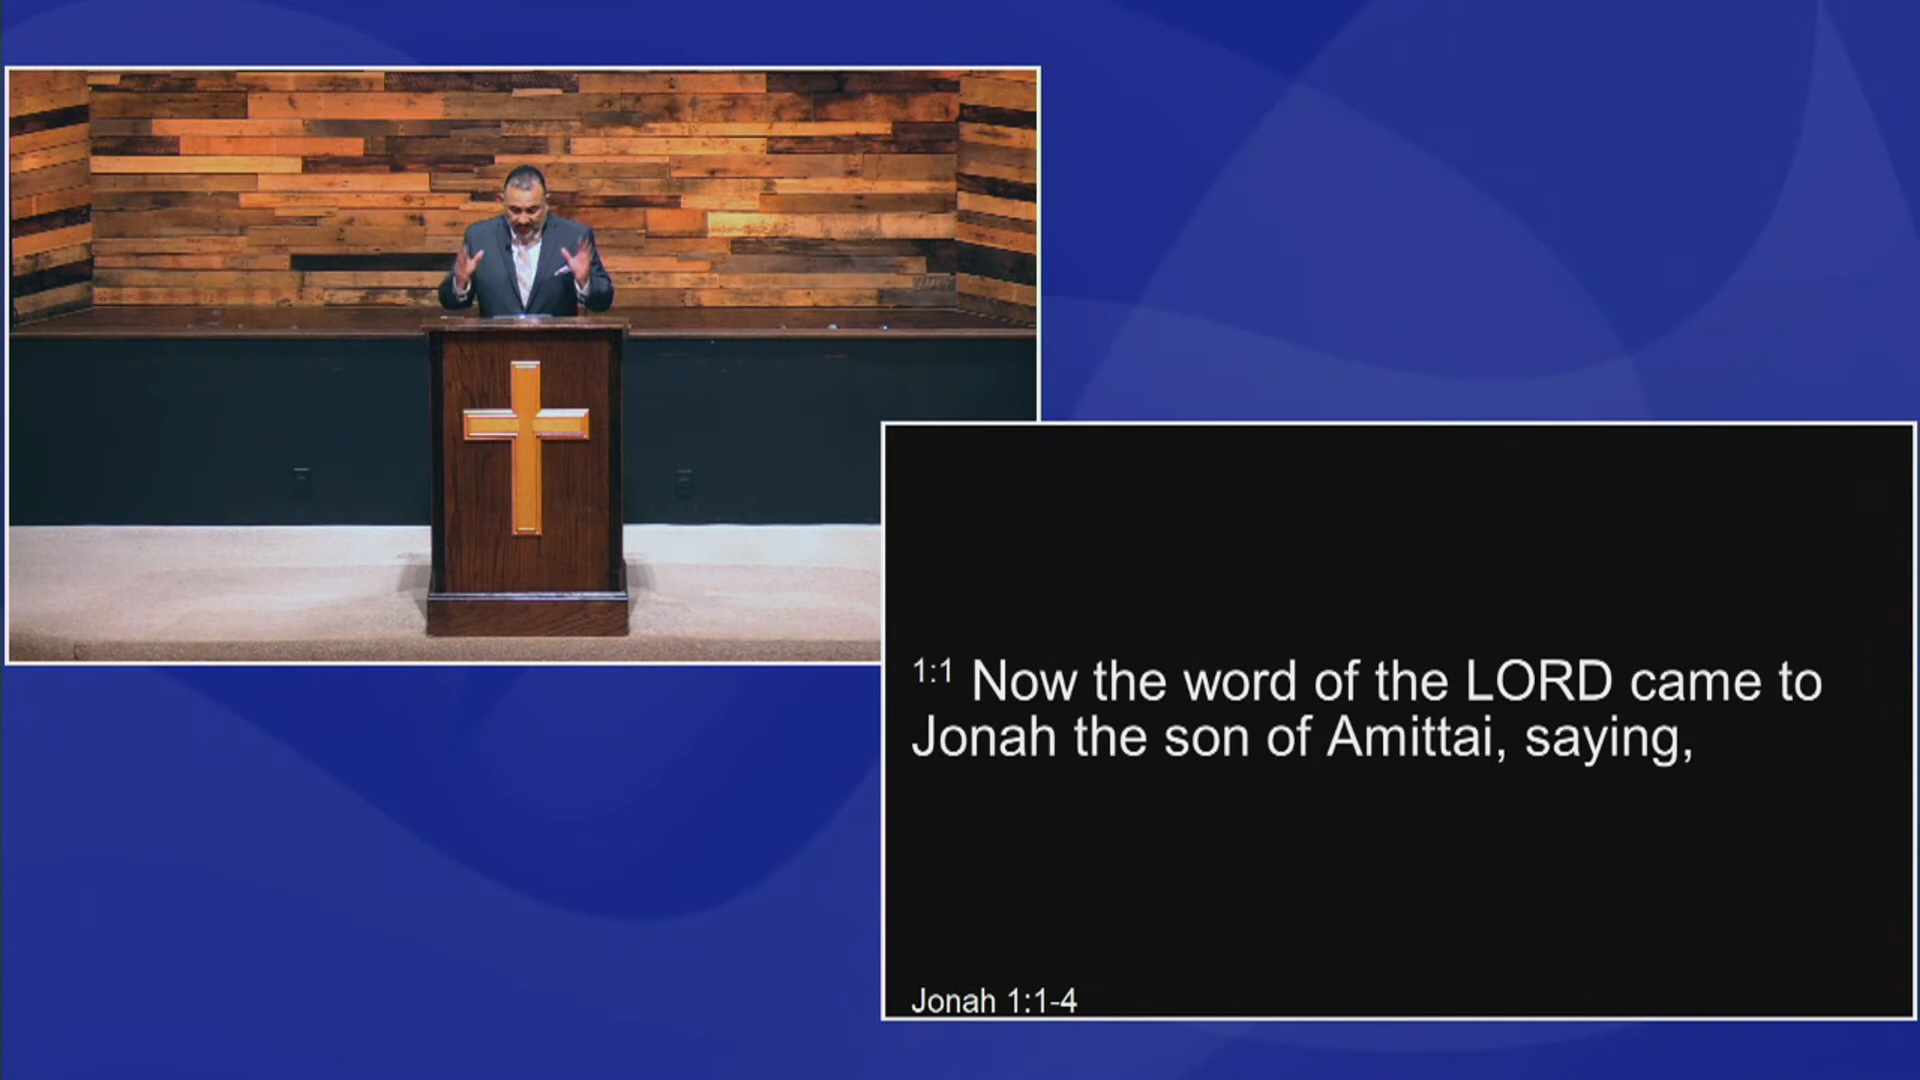 1:1 Now the word of the LORD came to
Jonah the son of Amittai, saying,
Jonah 1:1-4